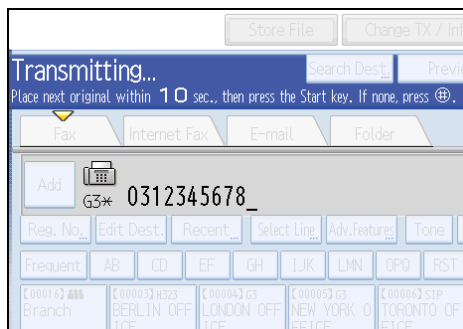 Store File Change TX / Inf
Transmitting... Search Dest. Previ
Place next original within 10 sec., then press the Start key. If none, press ⊕.
Fax Internet Fax E-mail Folder
Add G3* 0312345678_
Reg. No. Edit Dest. Recent Select Line Adv.Features Tone
Frequent AB CD EF GH IJK LMN OPQ RST
[00016] [00003]H323 [00004]G3 [00005]G3 [00006]SIP
Branch BERLIN OFF LONDON OFF NEW YORK O TORONTO OF
ICE ICE FFICE FICE